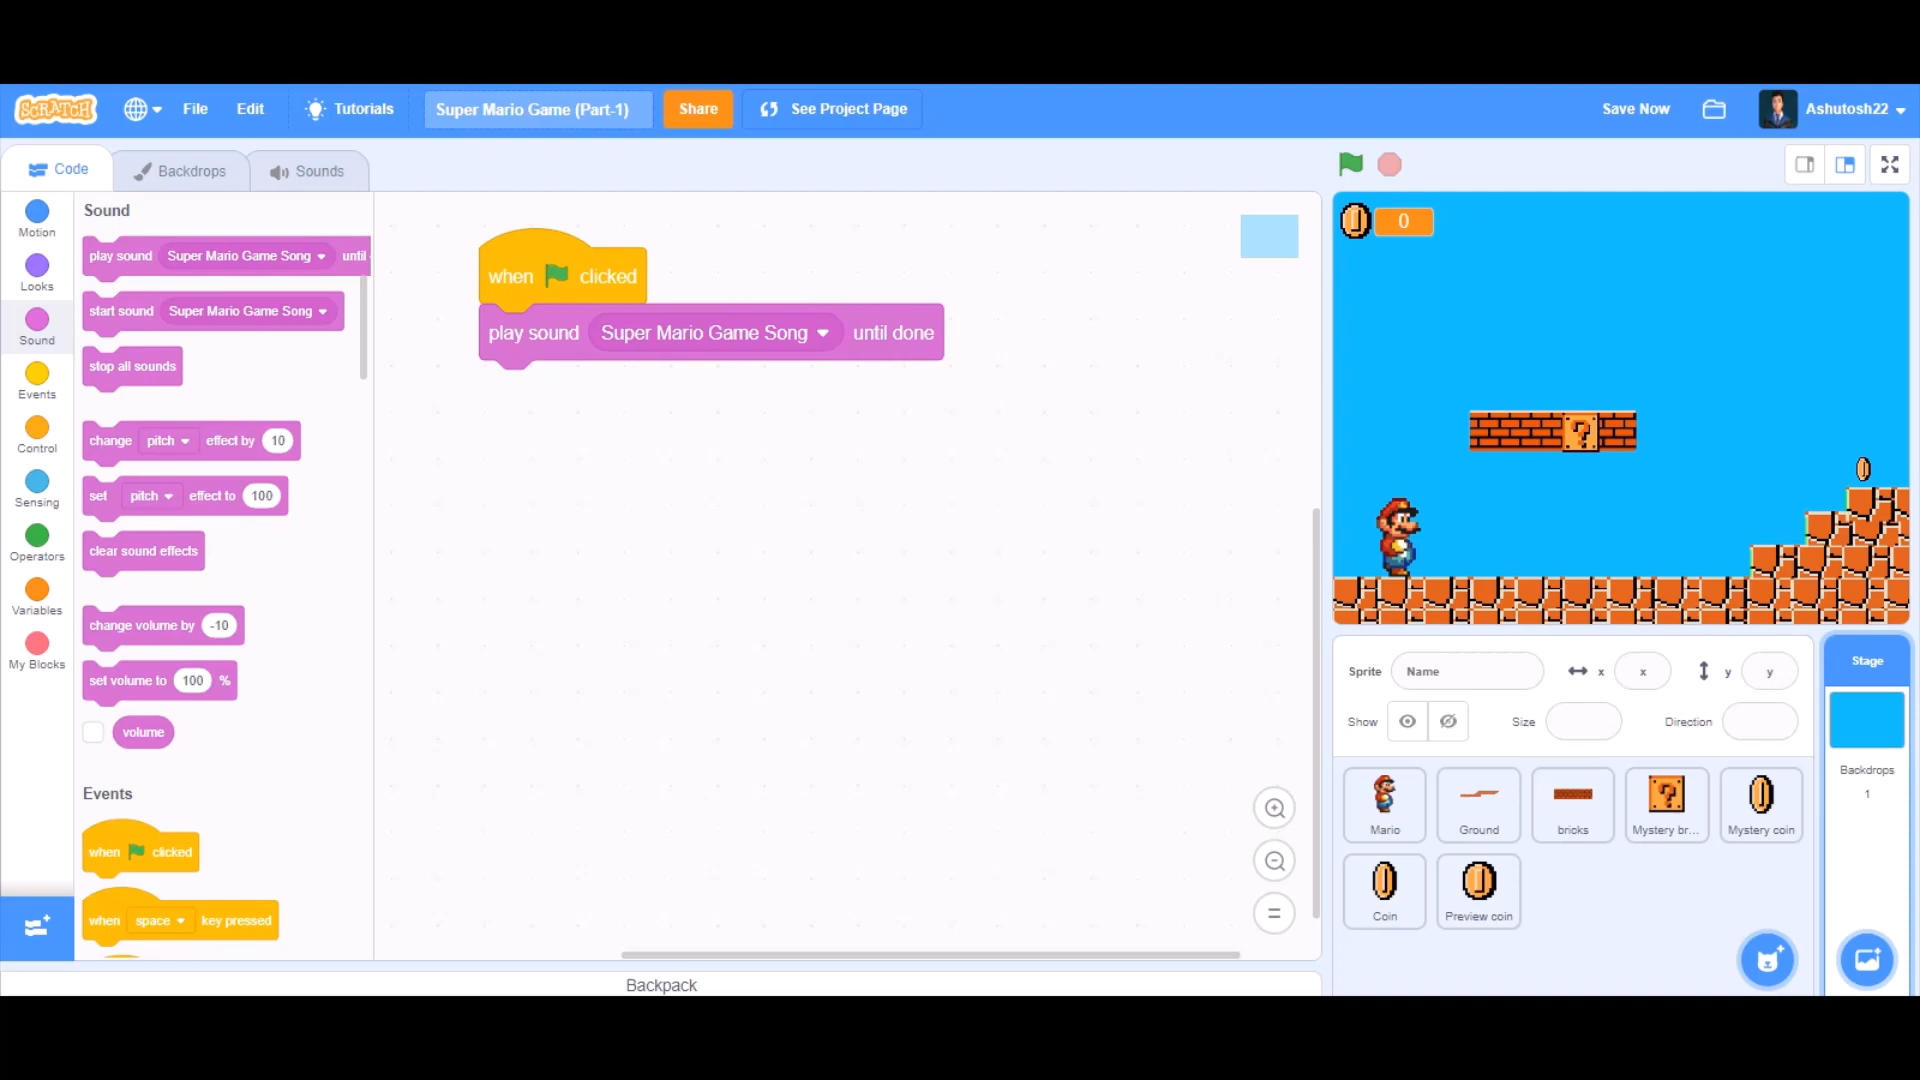 SCRATCH File Edit Tutorials Super Mario Game (Part-1) Share See Project Page Save Now Ashutosh22
Code Backdrops Sounds
Motion
Looks
Sound
Events
Control
Sensing
Operators
Variables
My Blocks
Sound
play sound Super Mario Game Song until
start sound Super Mario Game Song
stop all sounds
change pitch effect by 10
set pitch effect to 100
clear sound effects
change volume by -10
set volume to 100 %
volume
Events
when clicked
when space key pressed
when clicked
play sound Super Mario Game Song until done
Backpack
0
?
Sprite Name x x y y
Show Size Direction
Mario Ground bricks Mystery br... Mystery coin
Coin Preview coin
Stage
Backdrops
1